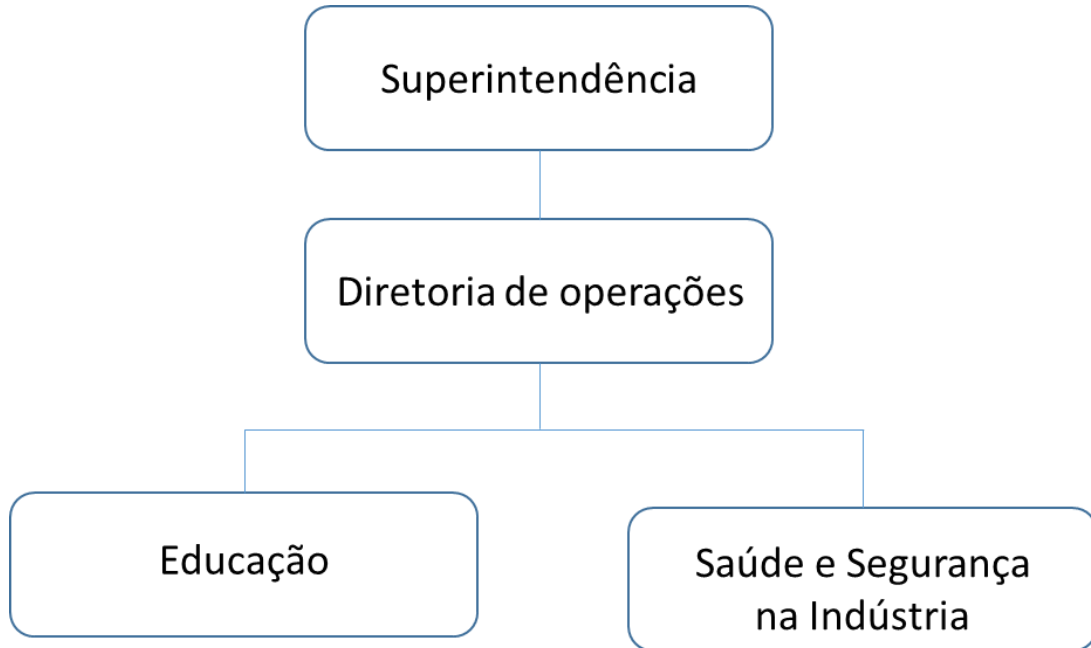 Superintendência
Diretoria de operações
Educação
Saúde e Segurança
na Indústria